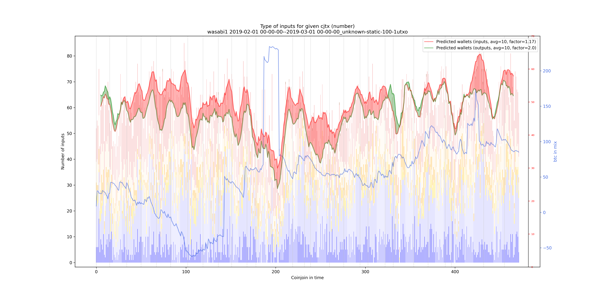 Type of inputs for given cjtx (number)
wasabi1 2019-02-01 00-00-00--2019-03-01 00-00-00_unknown-static-100-1utxo
Predicted wallets (inputs, avg=10, factor=1.17)
Predicted wallets (outputs, avg=10, factor=2.0)
Number of inputs
80
70
60
50
40
30
20
10
0
200
150
100
50
0
−50
btc in mix
0
100
200
300
400
Coinjoin in time